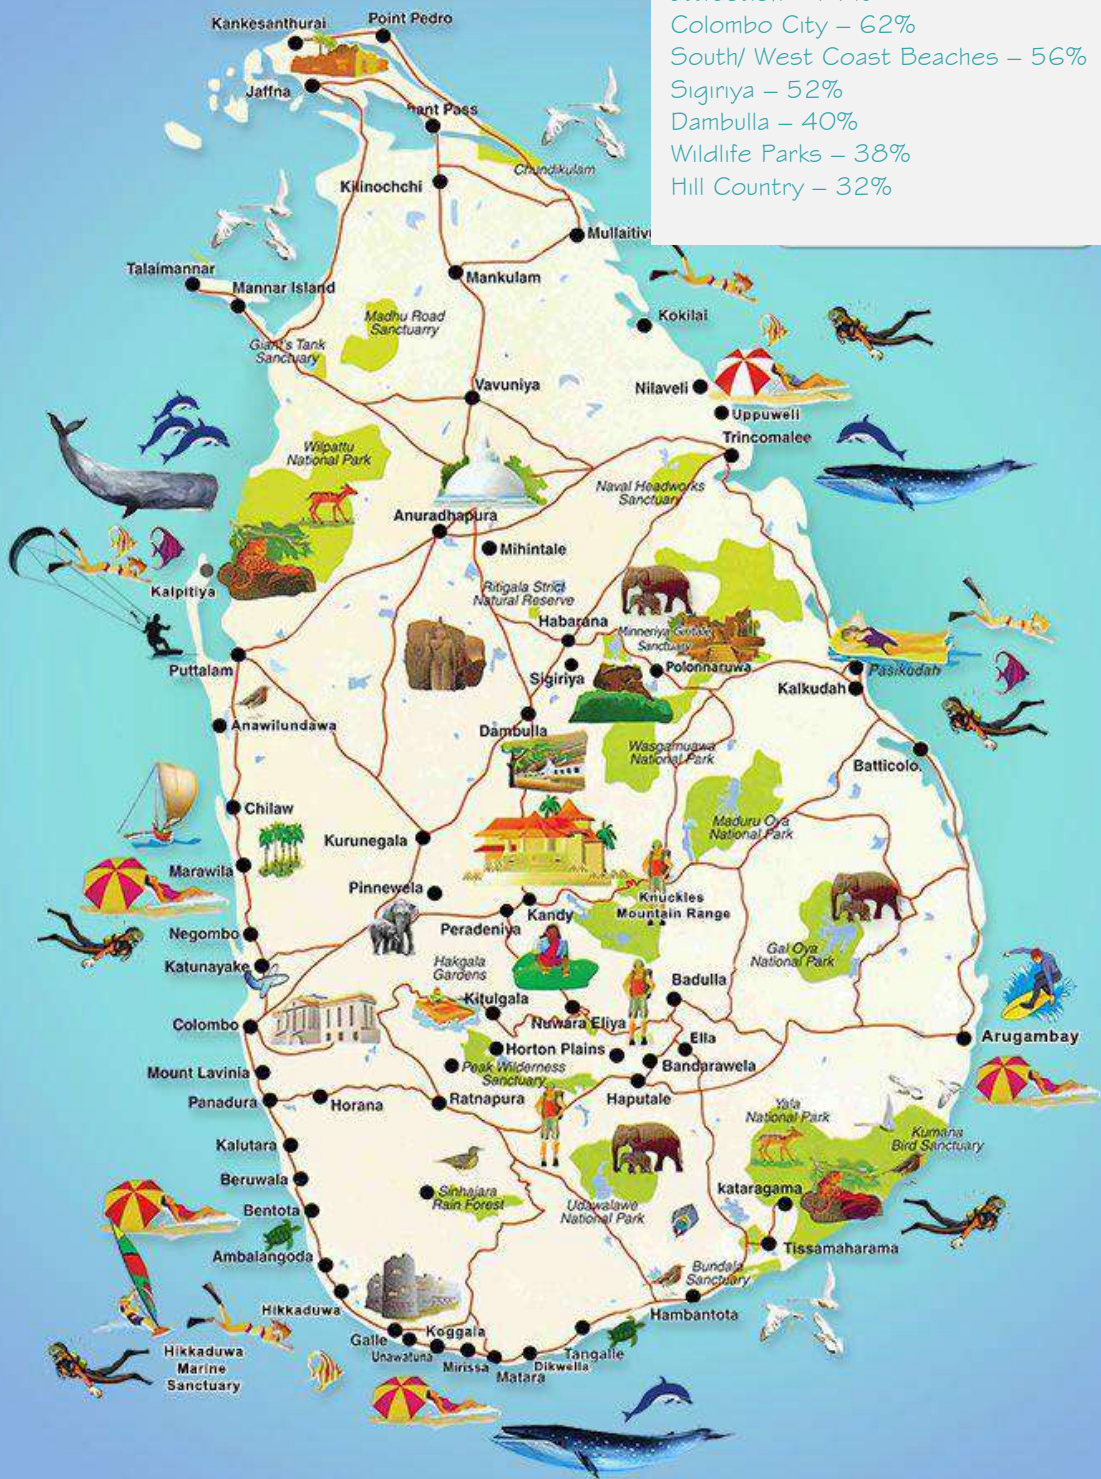 Colombo City – 62%
South/ West Coast Beaches – 56%
Sigiriya – 52%
Dambulla – 40%
Wildlife Parks – 38%
Hill Country – 32%
Kankesanthurai
Point Pedro
Jaffna
Pass
Chundikulam
Kilinochchi
Mullaitivu
Talaimannar
Mannar Island
Mankulam
Madhu Road
Sanctuarry
Kokilai
Giant's Tank
Sanctuary
Vavuniya
Nilaveli
Uppuweli
Trincomalee
Wilpattu
National Park
Naval Headworks
Sanctuary
Anuradhapura
Mihintale
Kalpitiya
Ritigala Strict
Natural Reserve
Habarana
Minneriya
Sanctuary
Puttalam
Sigiriya
Polonnaruwa
Pasikudah
Kalkudah
Anawilundawa
Dambulla
Wasgamuawa
National Park
Batticolo
Chilaw
Maduru Oya
National Park
Kurunegala
Marawila
Pinnewela
Knuckles
Mountain Range
Kandy
Peradeniya
Negombo
Gal Oya
National Park
Katunayake
Hakgala
Gardens
Badulla
Kitulgala
Colombo
Nuwara Eliya
Arugambay
Ella
Horton Plains
Bandarawela
Mount Lavinia
Peak Wilderness
Sanctuary
Panadura
Horana
Ratnapura
Haputale
Yala
National Park
Kumana
Bird Sanctuary
Kalutara
Beruwala
Sinhajara
Rain Forest
kataragama
Bentota
Udawalawe
National Park
Ambalangoda
Tissamaharama
Bundala
Sanctuary
Hikkaduwa
Hambantota
Galle
Koggala
Unawatuna
Mirissa
Matara
Dikwella
Tangalle
Hikkaduwa
Marine
Sanctuary